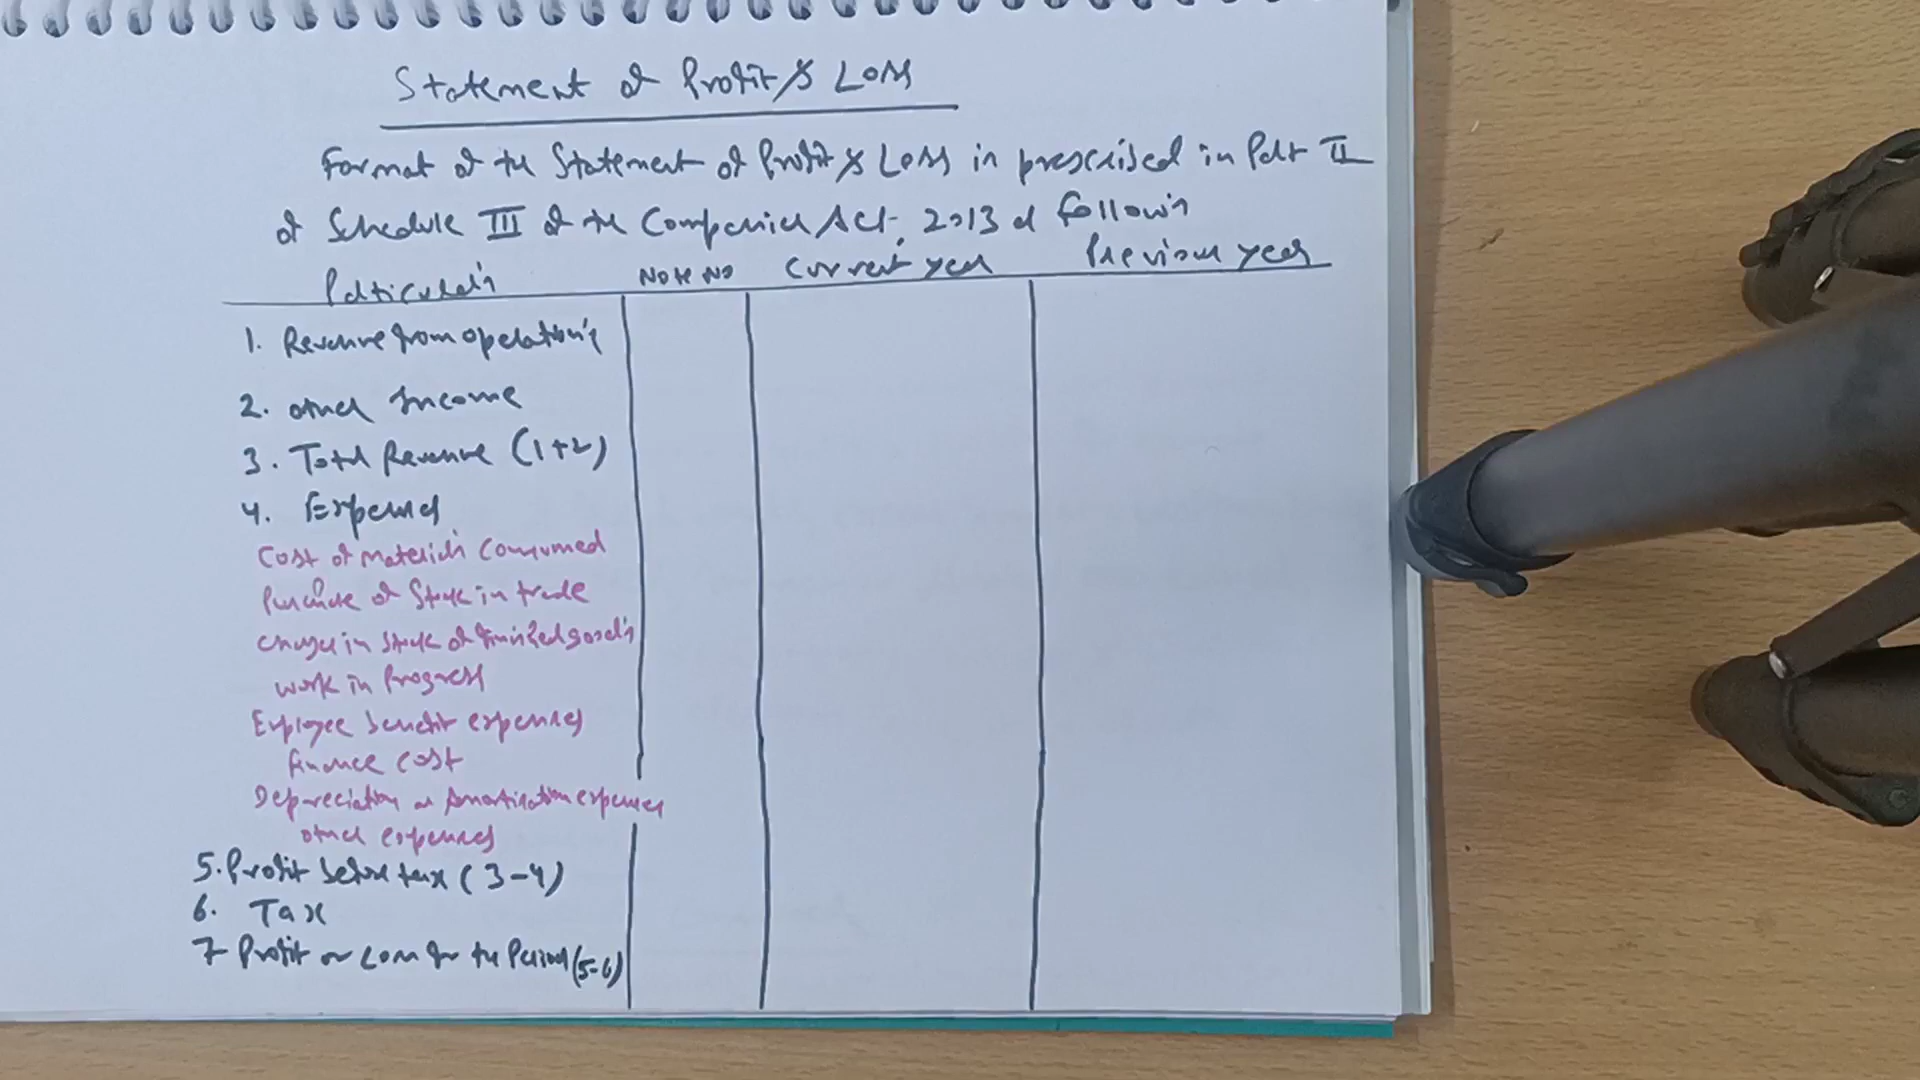 Statement of Profit & Loss
Format of the Statement of Profit & Loss is prescribed in Part II
of Schedule III of the Companies Act, 2013 as follows
Particulars Note No Current year Previous year
1. Revenue from operations
2. other Income
3. Total Revenue (1+2)
4. Expenses
Cost of materials Consumed
Purchase of Stock in trade
Changes in stock of finished goods
work in Progress
Employee benefit expenses
finance cost
Depreciation or Amortization expenses
other expenses
5. Profit before tax (3-4)
6. Tax
7- Profit or Loss for the Period (5-6)